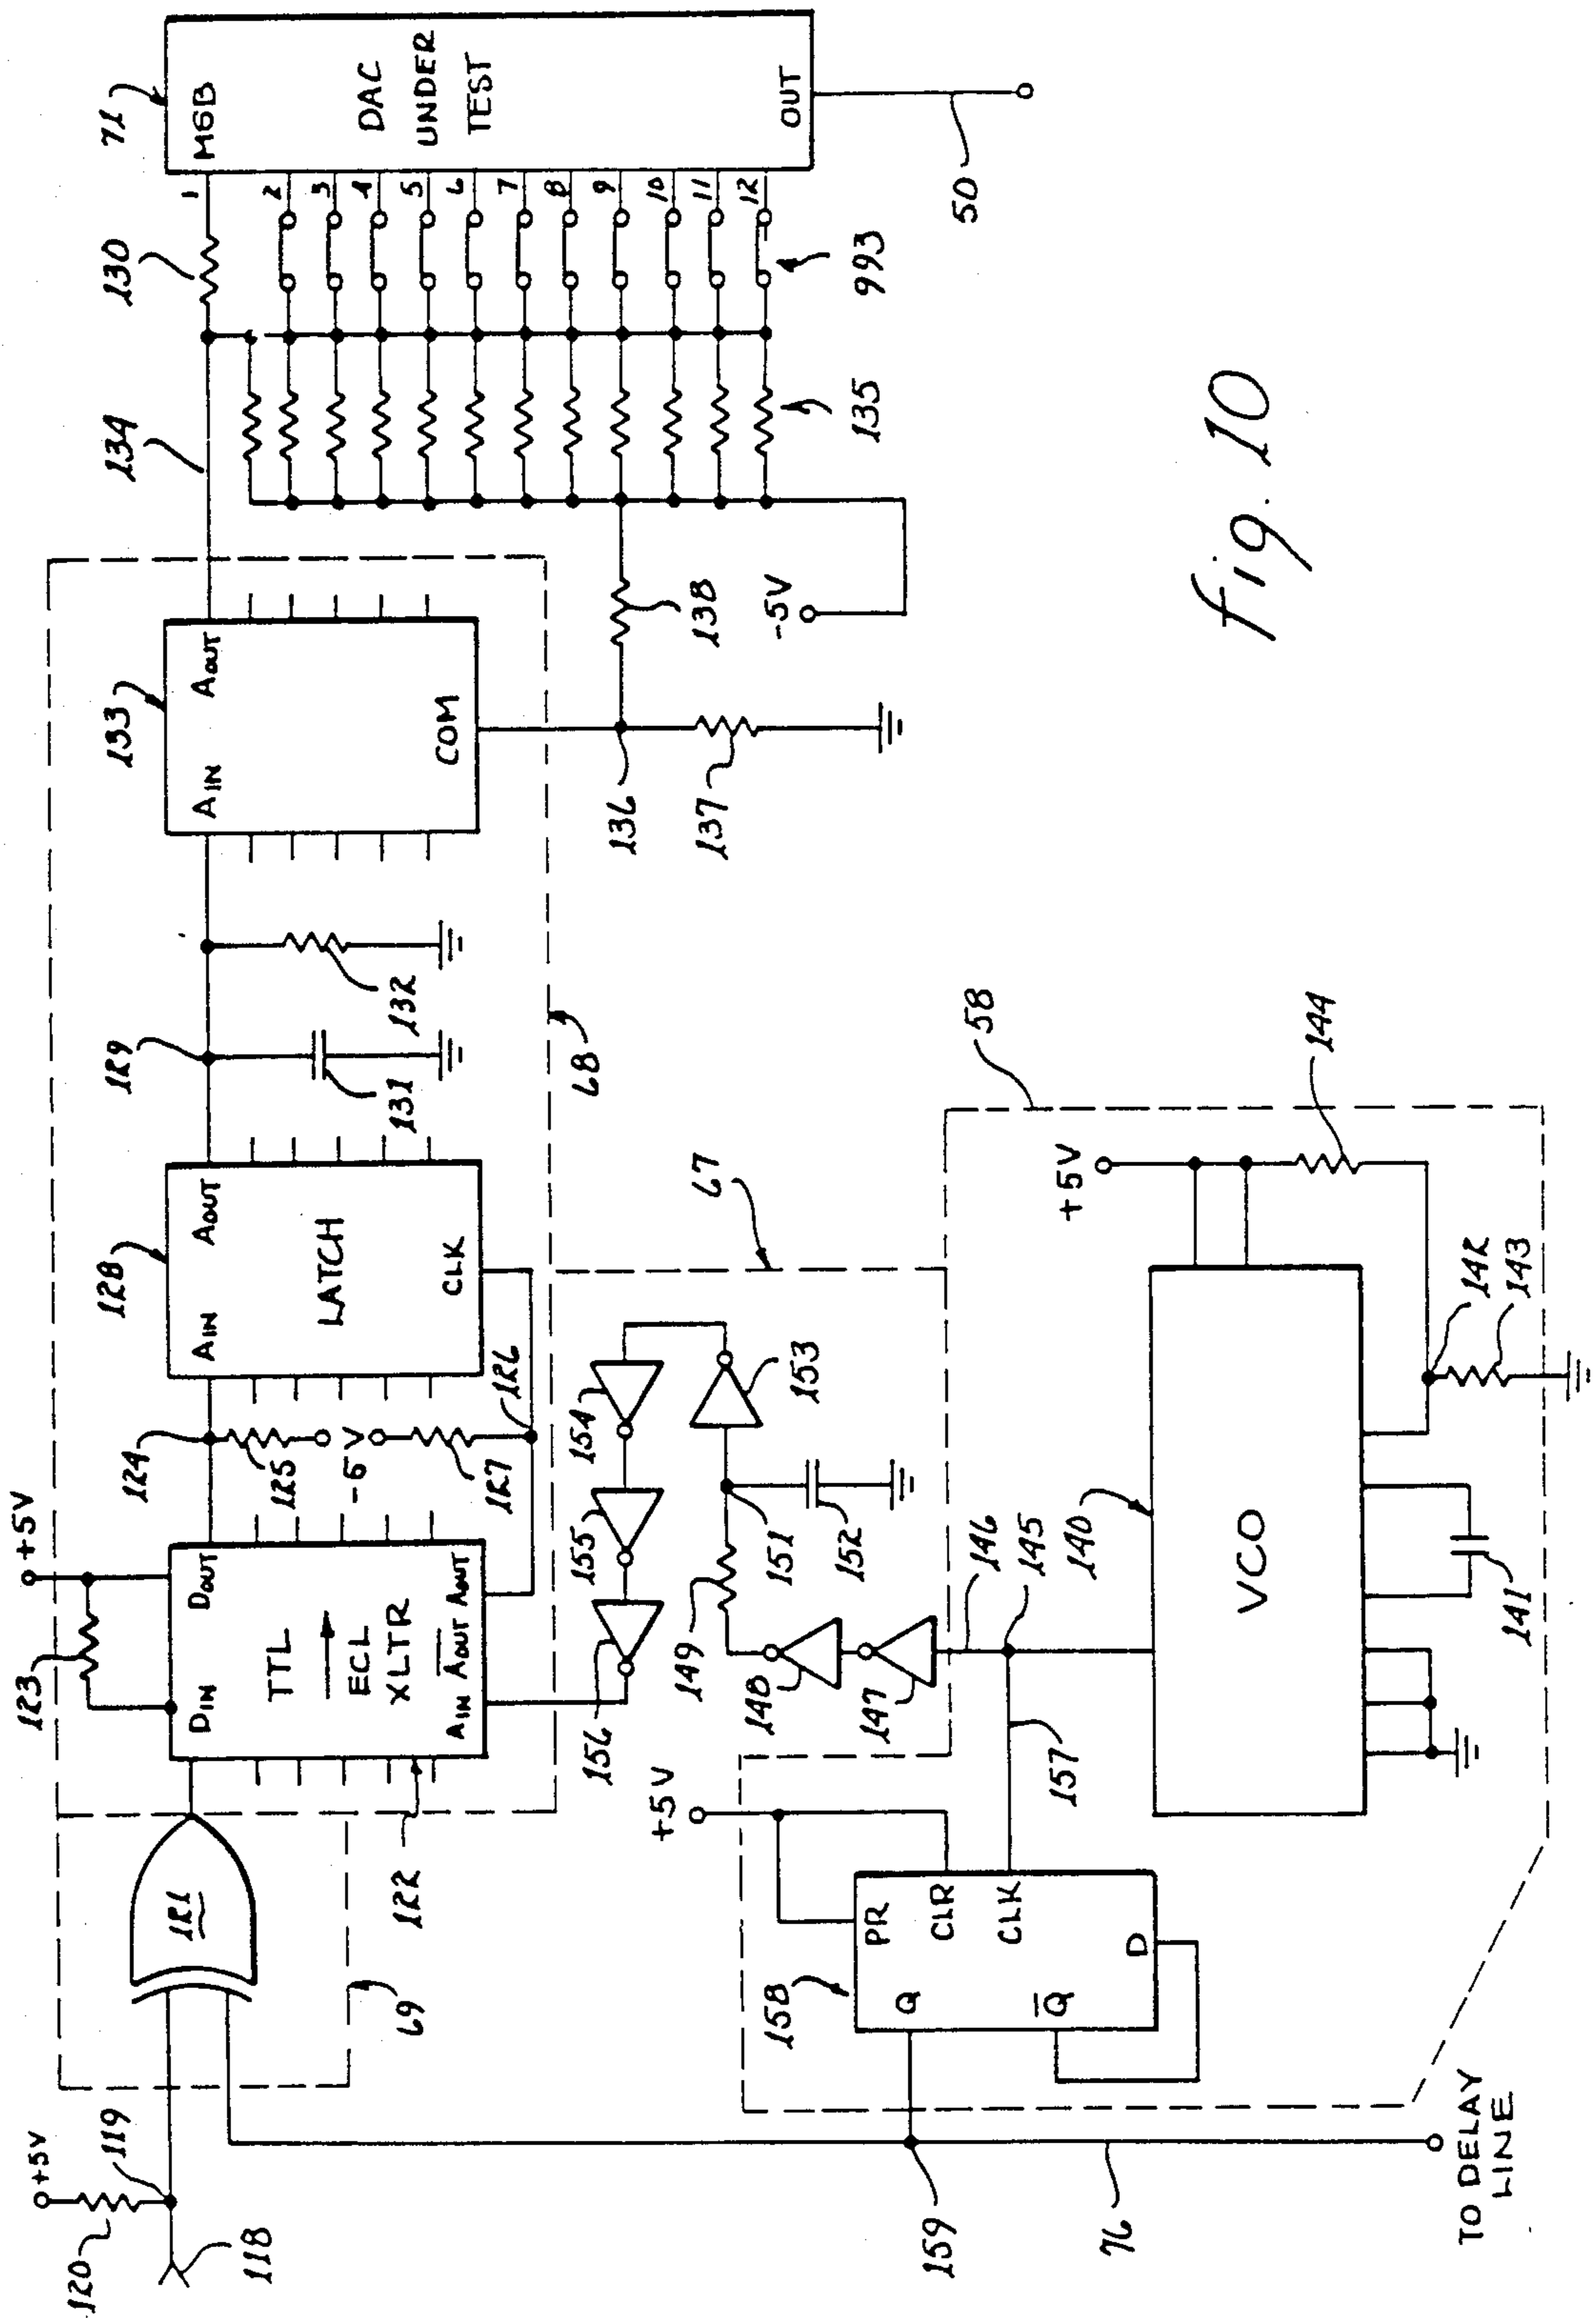 +5V
120
119
118
69
121
+5V
123
DIN
DOUT
TTL
ECL
XLTR
AOUT
AIN
AOUT
122
124
125
-5V
127
126
128
AIN
AOUT
LATCH
CLK
129
131
132
68
133
AIN
AOUT
COM
134
136
137
138
-5V
135
130
993
71
1
2
3
4
5
6
7
8
9
10
11
12
MSB
DAC
UNDER
TEST
OUT
50
67
154
155
156
153
151
152
149
148
147
146
145
157
+5V
158
PR
CLR
CLK
Q
Q
D
159
76
TO DELAY
LINE
58
140
VCO
141
+5V
144
142
143
fig. 10